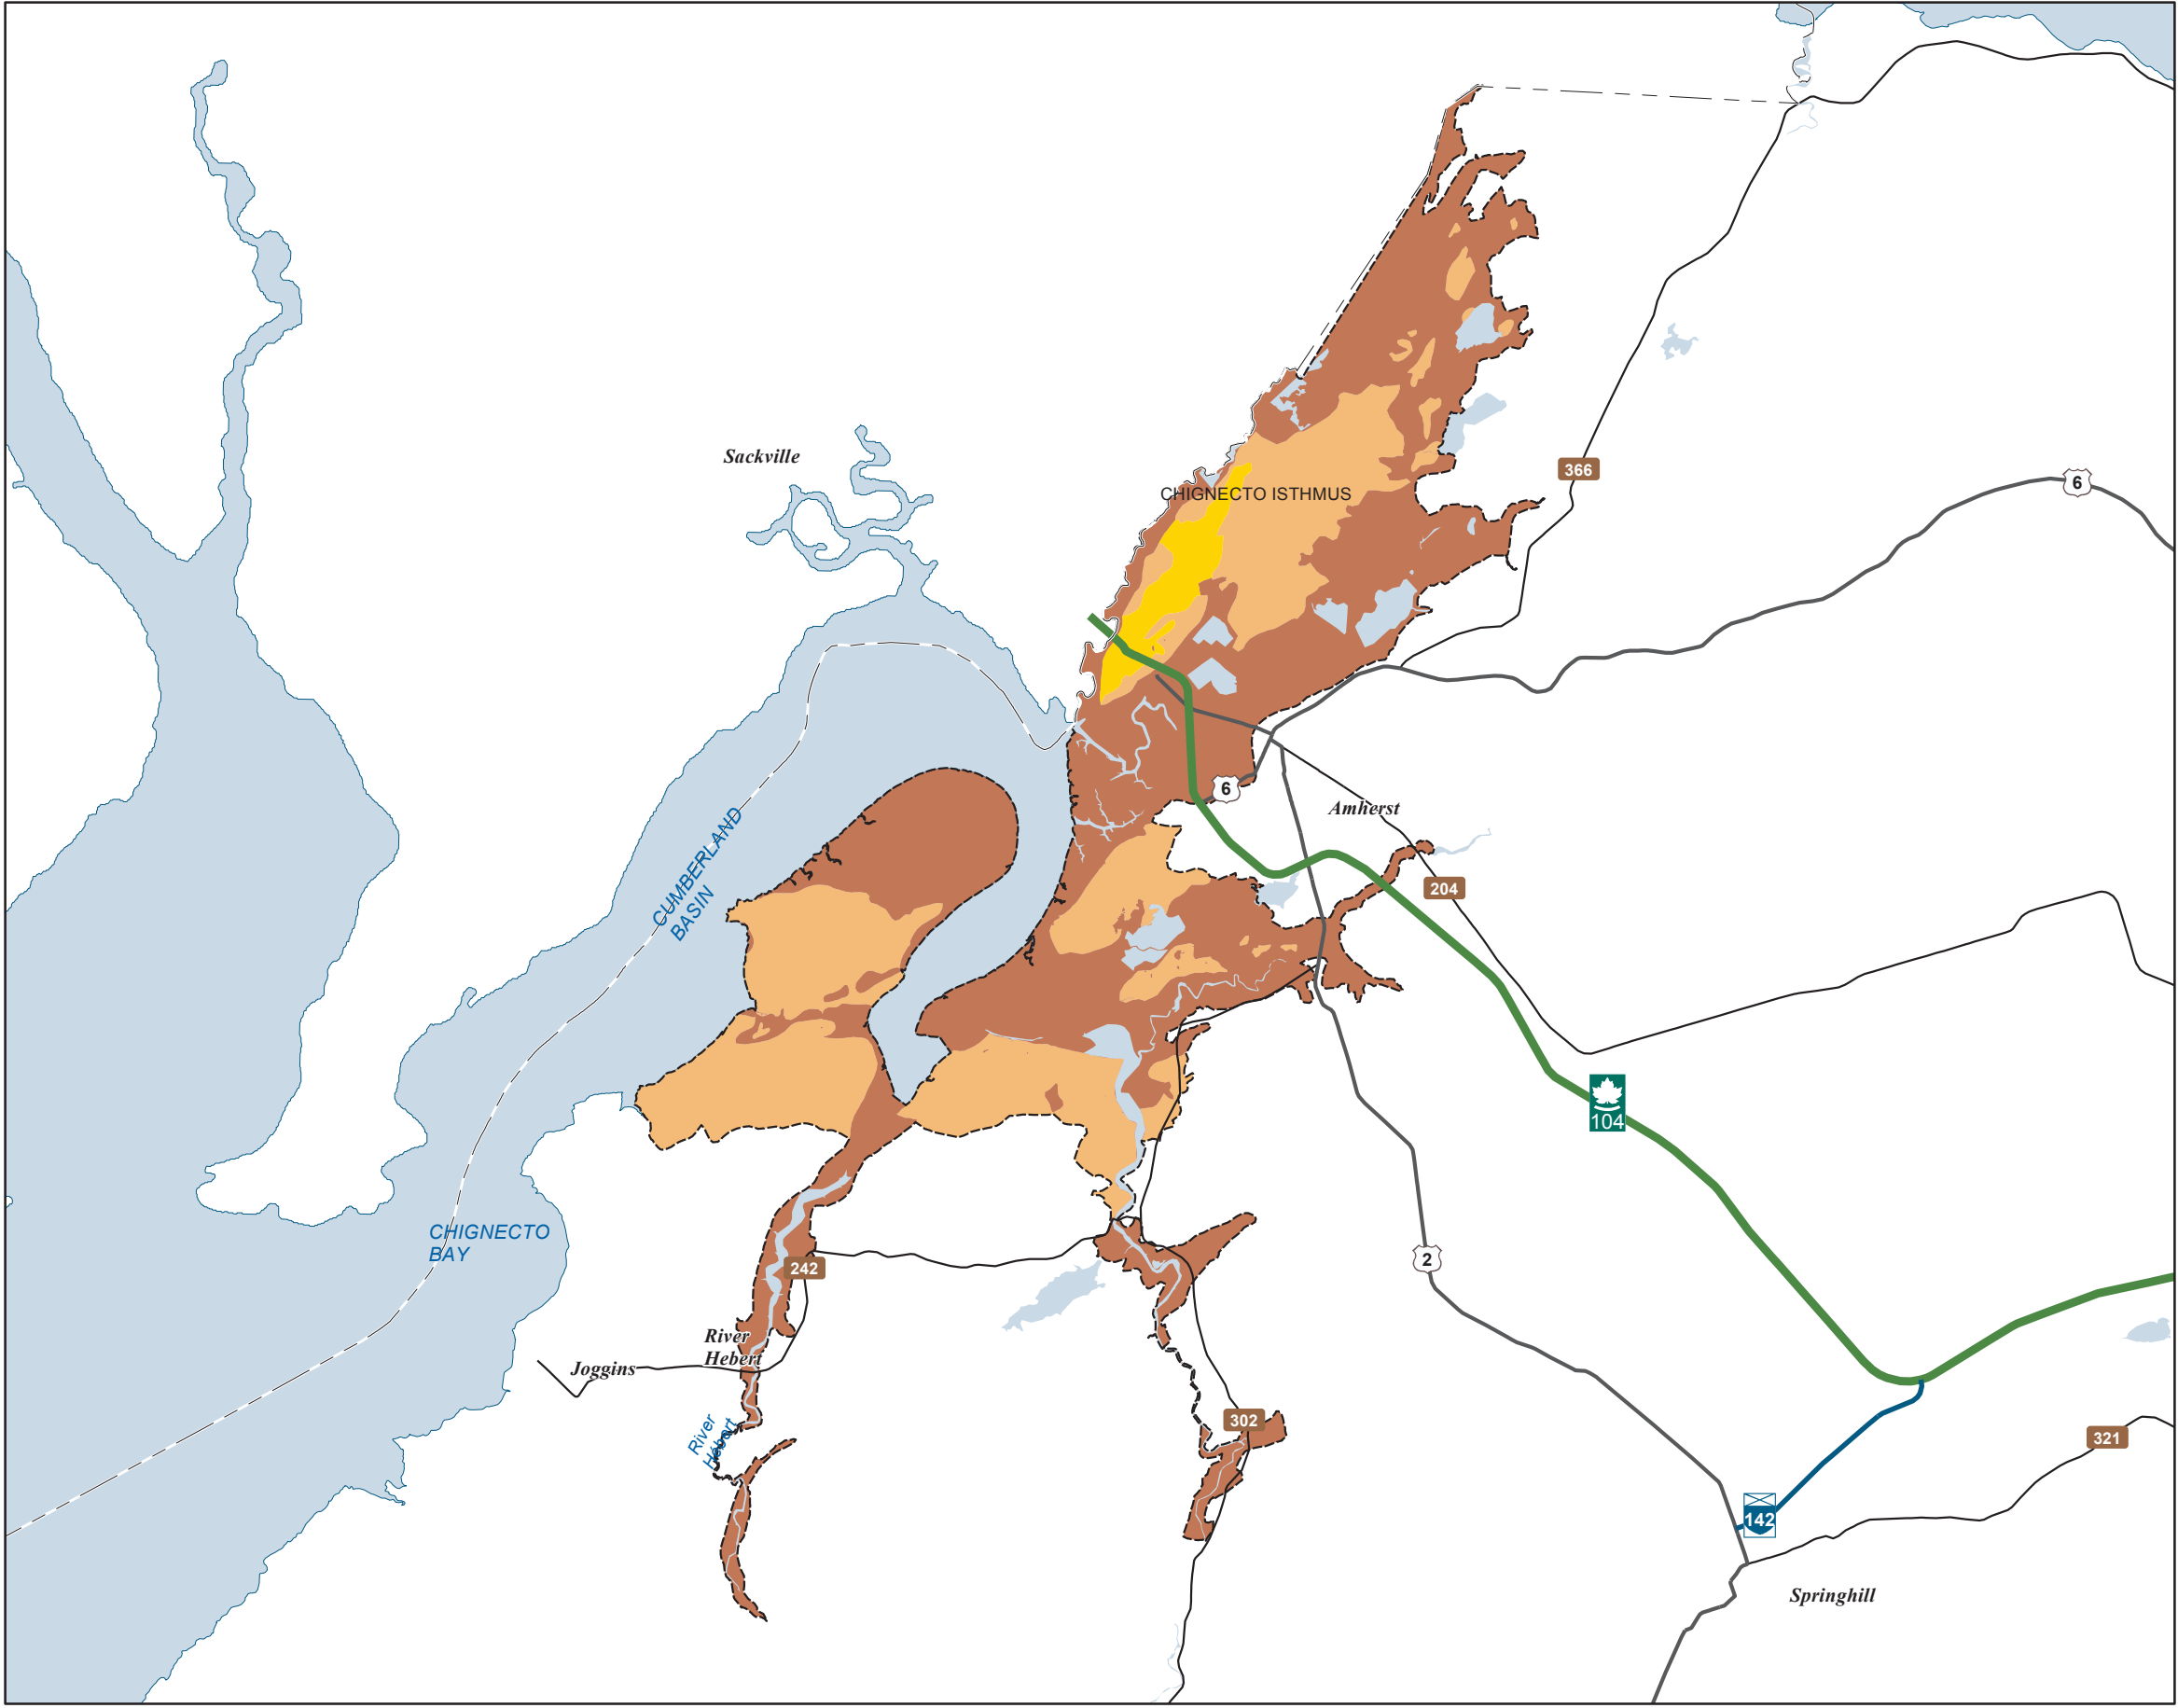 Sackville
CHIGNECTO ISTHMUS
366
6
6
Amherst
CUMBERLAND
BASIN
204
104
CHIGNECTO
BAY
2
242
River
Hebert
Joggins
River
Hébert
302
321
142
Springhill